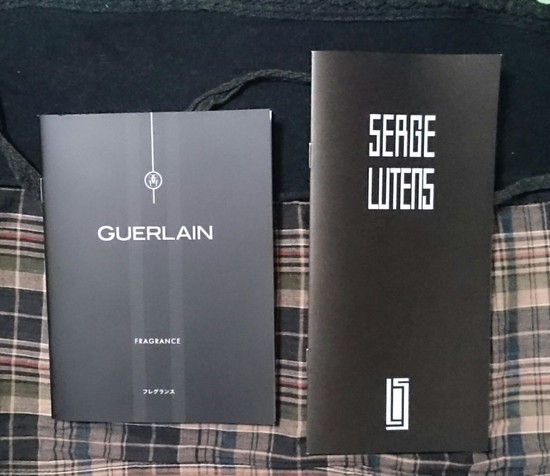 GUERLAIN
FRAGRANCE
フレグランス
SERGE
LUTENS